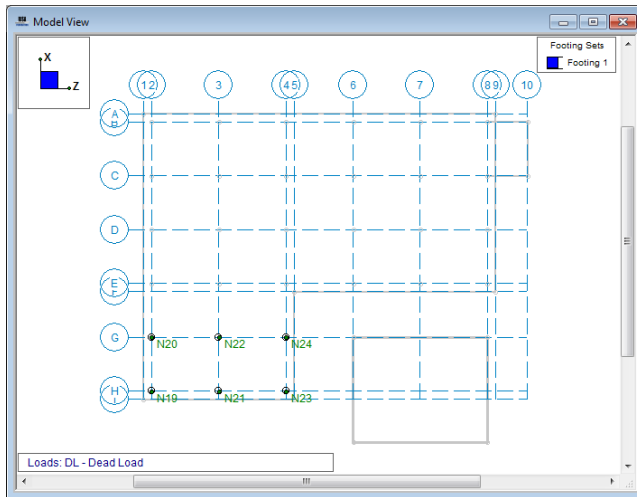 Model View
X
Z
Footing Sets
Footing 1
1 2 3 4 5 6 7 8 9 10
A
B
C
D
E
F
G
N20 N22 N24
H
I
N19 N21 N23
Loads: DL - Dead Load